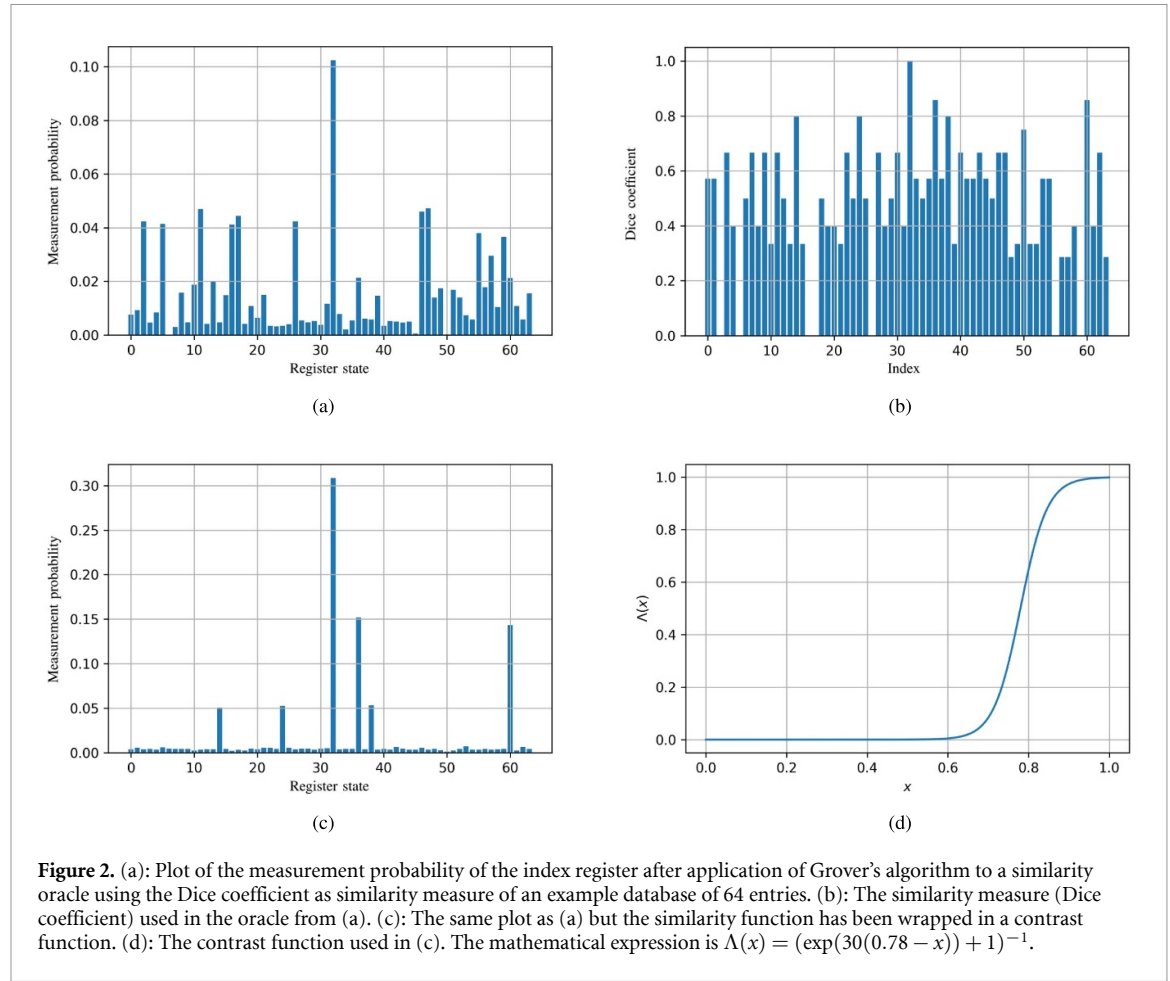 0.10
0.08
0.06
0.04
0.02
0.00
Measurement probability
0 10 20 30 40 50 60
Register state
(a)
1.0
0.8
0.6
0.4
0.2
0.0
Dice coefficient
0 10 20 30 40 50 60
Index
(b)
0.30
0.25
0.20
0.15
0.10
0.05
0.00
Measurement probability
0 10 20 30 40 50 60
Register state
(c)
1.0
0.8
0.6
0.4
0.2
0.0
Λ(x)
0.0 0.2 0.4 0.6 0.8 1.0
x
(d)
Figure 2. (a): Plot of the measurement probability of the index register after application of Grover's algorithm to a similarity
oracle using the Dice coefficient as similarity measure of an example database of 64 entries. (b): The similarity measure (Dice
coefficient) used in the oracle from (a). (c): The same plot as (a) but the similarity function has been wrapped in a contrast
function. (d): The contrast function used in (c). The mathematical expression is Λ(x) = (exp(30(0.78 − x)) + 1)⁻¹.